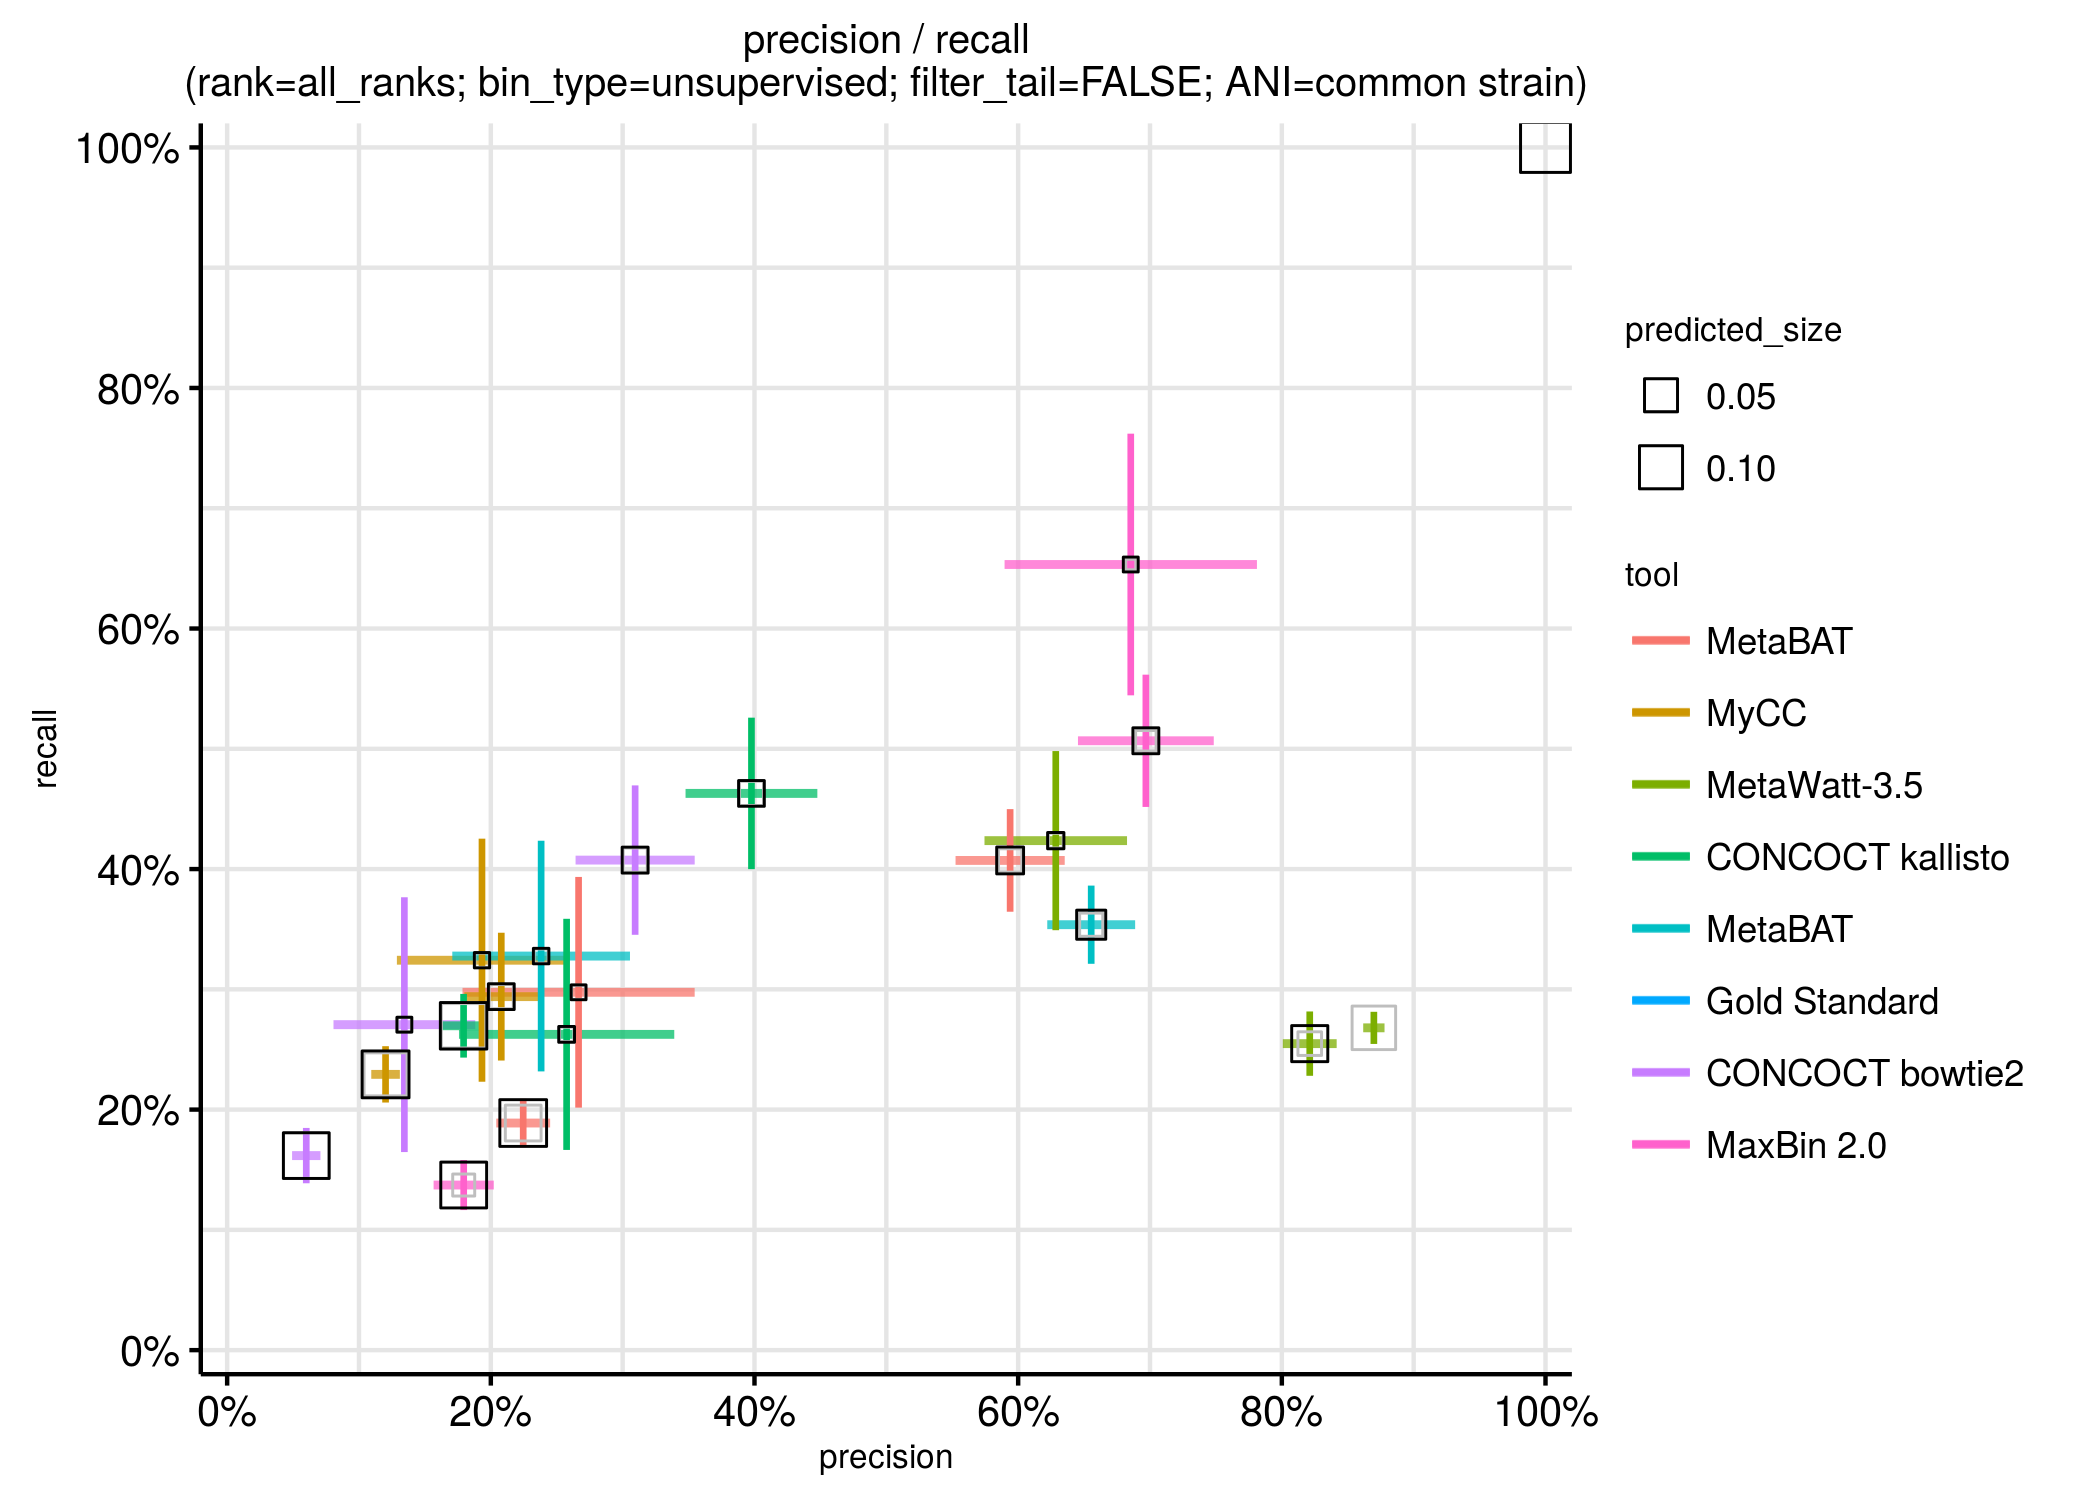 precision / recall
(rank=all_ranks; bin_type=unsupervised; filter_tail=FALSE; ANI=common strain)
100%
80%
60%
40%
20%
0%
recall
0%
20%
40%
60%
80%
100%
precision
predicted_size
0.05
0.10
tool
MetaBAT
MyCC
MetaWatt-3.5
CONCOCT kallisto
MetaBAT
Gold Standard
CONCOCT bowtie2
MaxBin 2.0